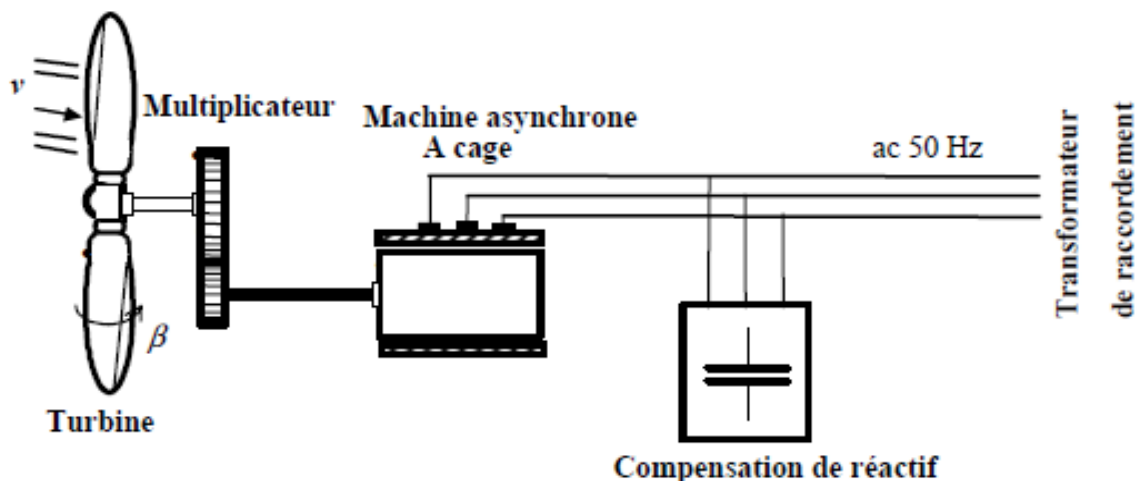 v
Multiplicateur
Machine asynchrone
A cage
ac 50 Hz
Transformateur
de raccordement
β
Turbine
Compensation de réactif